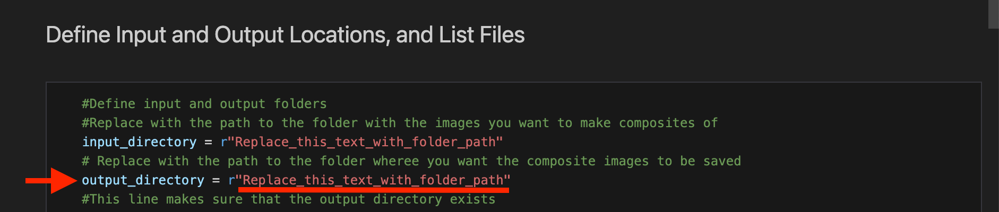 Define Input and Output Locations, and List Files
#Define input and output folders
#Replace with the path to the folder with the images you want to make composites of
input_directory = r"Replace_this_text_with_folder_path"
# Replace with the path to the folder wheree you want the composite images to be saved
output_directory = r"Replace_this_text_with_folder_path"
#This line makes sure that the output directory exists